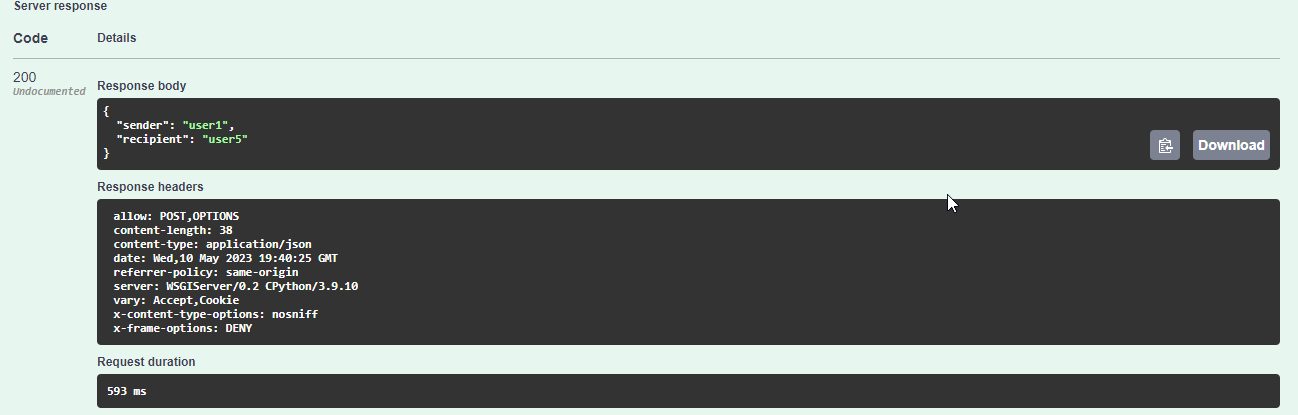 Server response
Code Details
200
Undocumented
Response body
{
"sender": "user1",
"recipient": "user5"
}
Download
Response headers
allow: POST,OPTIONS
content-length: 38
content-type: application/json
date: Wed,10 May 2023 19:40:25 GMT
referrer-policy: same-origin
server: WSGIServer/0.2 CPython/3.9.10
vary: Accept,Cookie
x-content-type-options: nosniff
x-frame-options: DENY
Request duration
593 ms